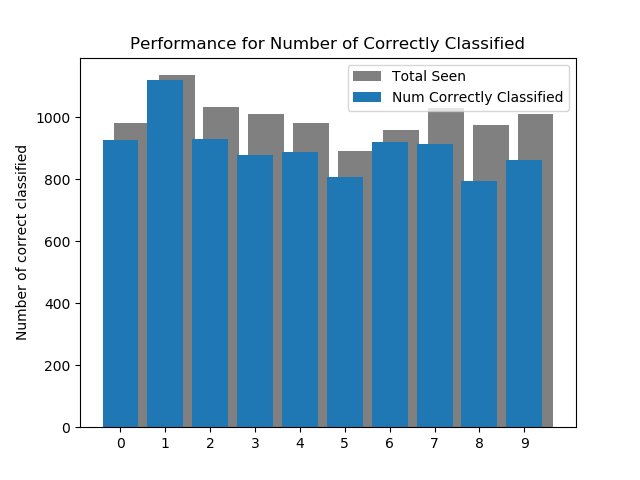 Performance for Number of Correctly Classified
Total Seen
Num Correctly Classified
Number of correct classified
1000
800
600
400
200
0
0 1 2 3 4 5 6 7 8 9